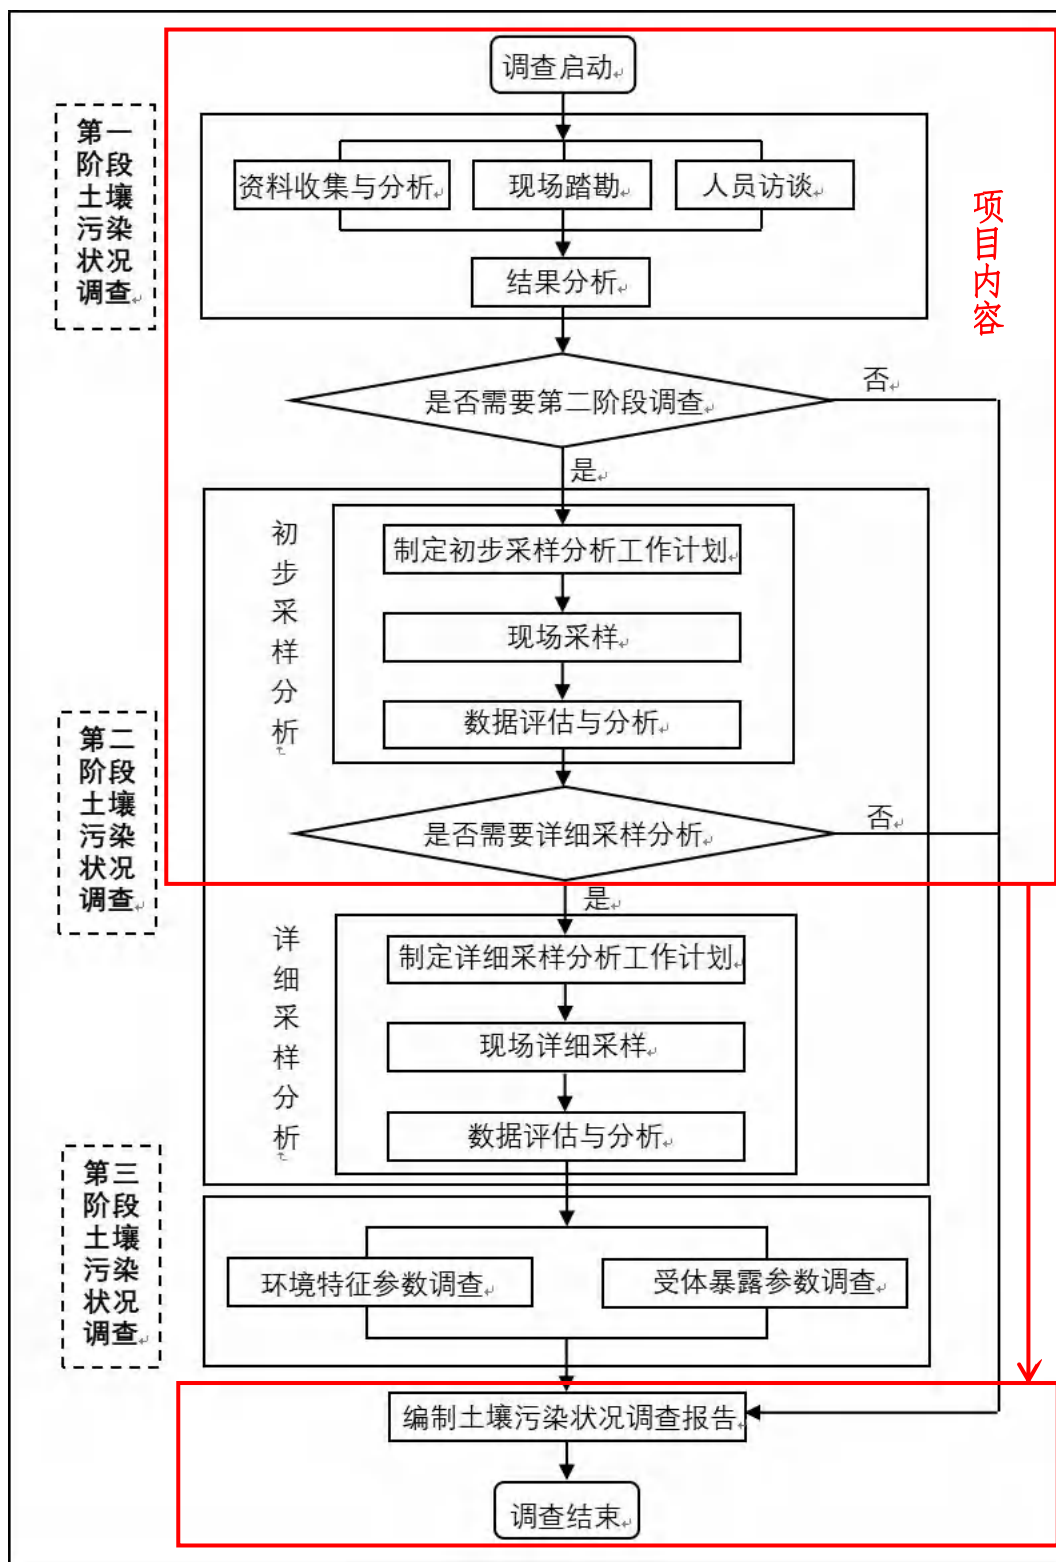 调查启动
第一
阶段
土壤
污染
状况
调查
资料收集与分析
现场踏勘
人员访谈
项目内容
结果分析
是否需要第二阶段调查
否
是
初步采样分析
制定初步采样分析工作计划
现场采样
数据评估与分析
第二
阶段
土壤
污染
状况
调查
是否需要详细采样分析
否
是
详细采样分析
制定详细采样分析工作计划
现场详细采样
数据评估与分析
第三
阶段
土壤
污染
状况
调查
环境特征参数调查
受体暴露参数调查
编制土壤污染状况调查报告
调查结束